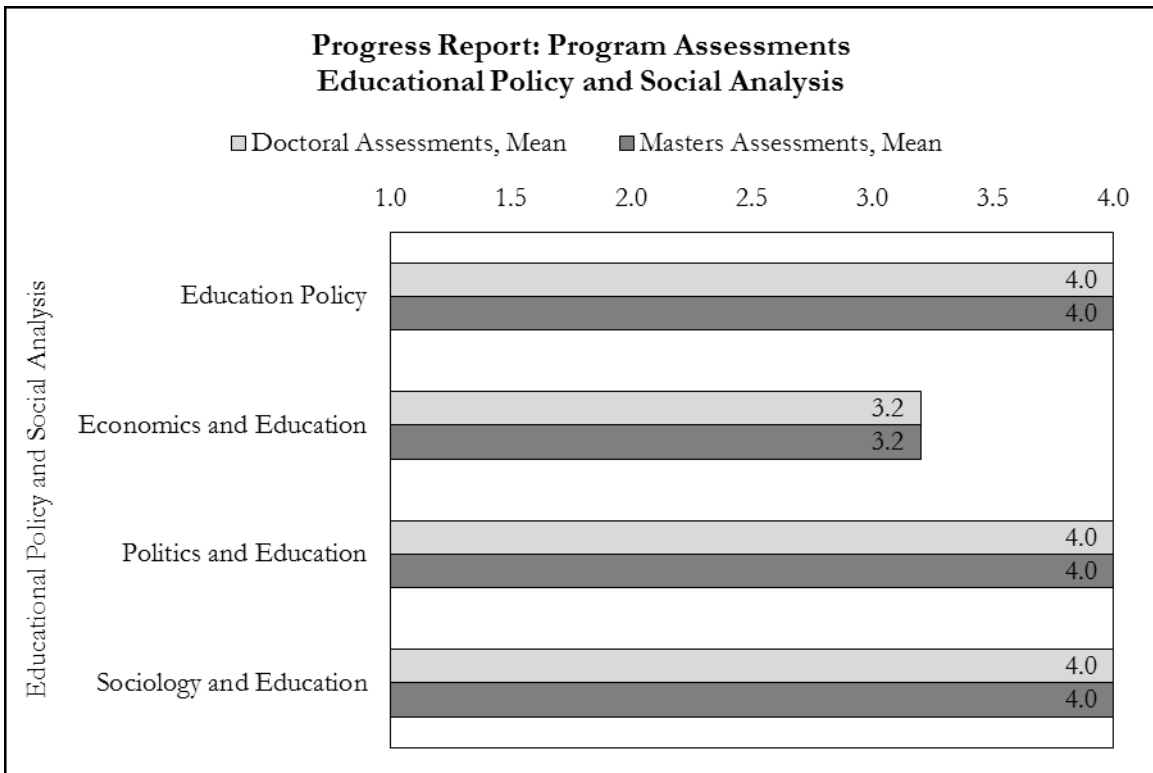 Progress Report: Program Assessments
Educational Policy and Social Analysis
Doctoral Assessments, Mean Masters Assessments, Mean
1.0 1.5 2.0 2.5 3.0 3.5 4.0
Educational Policy and Social Analysis
Education Policy
4.0
4.0
Economics and Education
3.2
3.2
Politics and Education
4.0
4.0
Sociology and Education
4.0
4.0